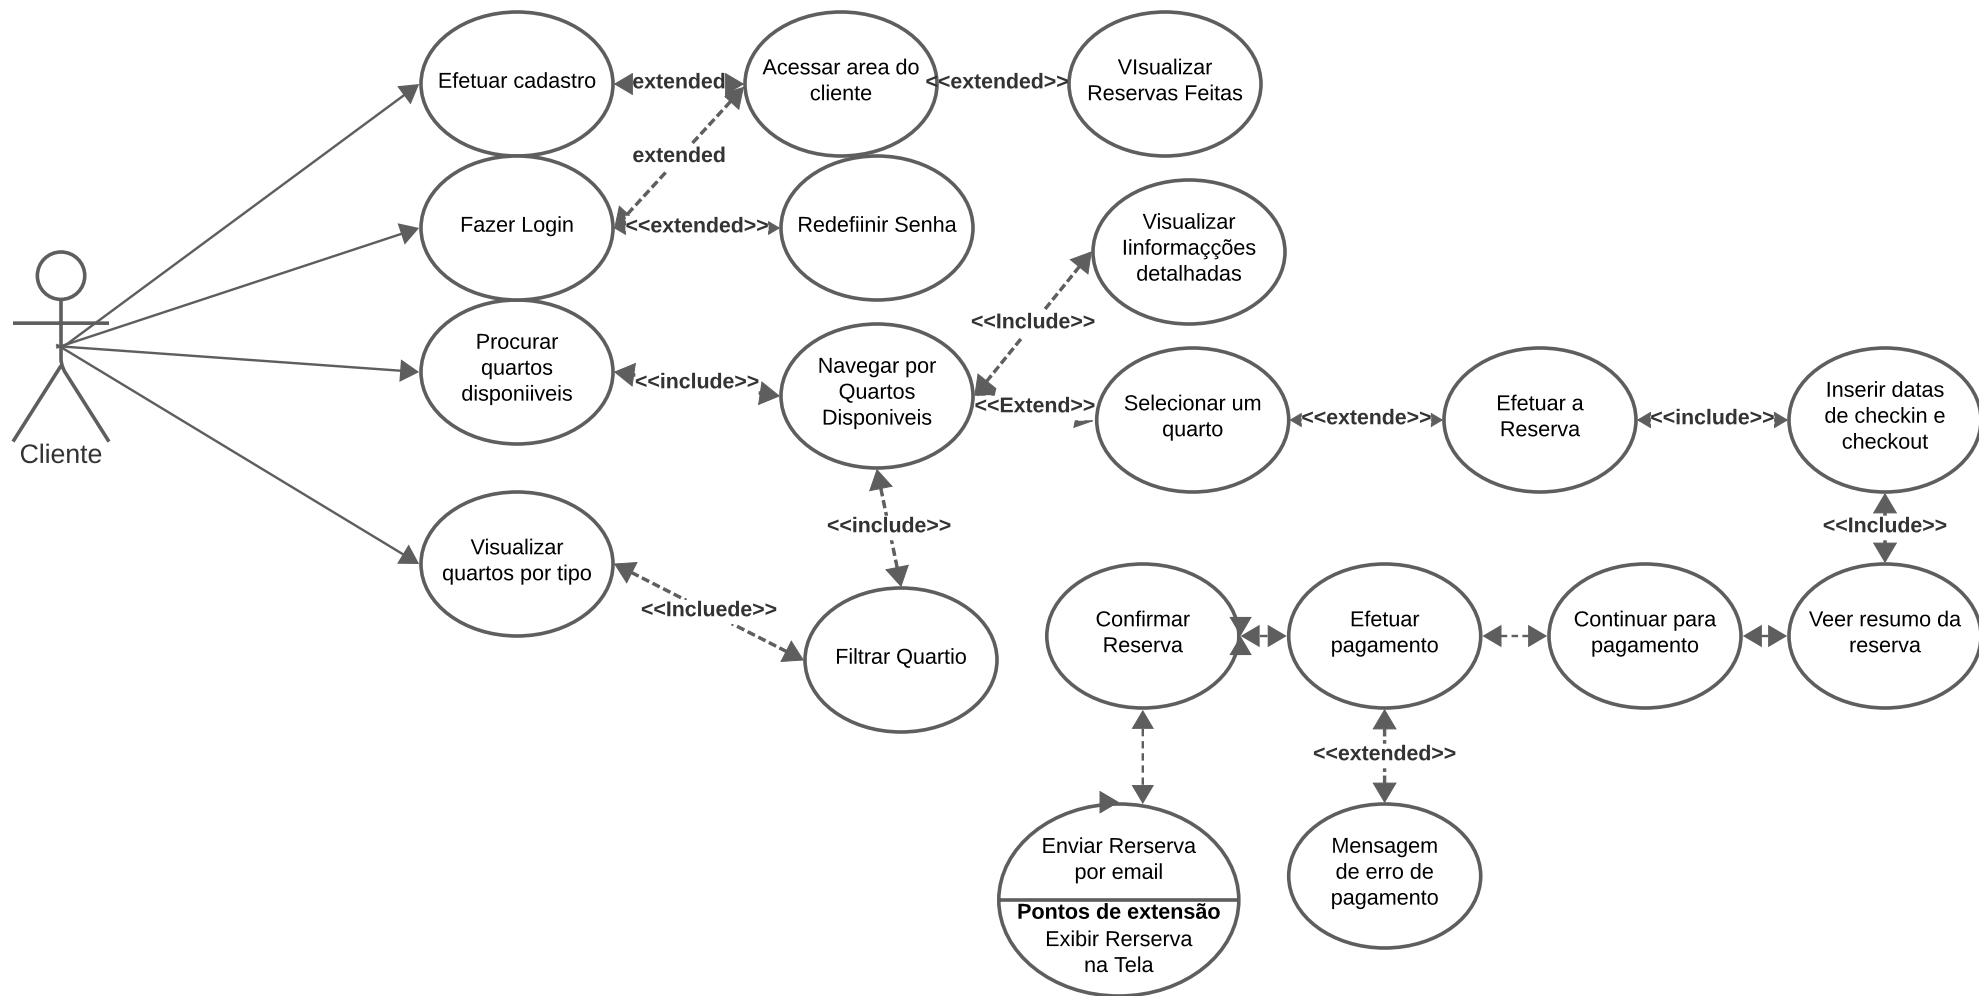 Efetuar cadastro
extended
Acessar area do
cliente
<<extended>>
VIsualizar
Reservas Feitas
extended
Fazer Login
<<extended>>
Redefiinir Senha
Visualizar
Iinformaçções
detalhadas
<<Include>>
Procurar
quartos
disponiiveis
<<include>>
Navegar por
Quartos
Disponiveis
<<Extend>>
Selecionar um
quarto
<<extende>>
Efetuar a
Reserva
<<include>>
Inserir datas
de checkin e
checkout
Cliente
<<include>>
<<Include>>
Visualizar
quartos por tipo
<<Incluede>>
Filtrar Quartio
Confirmar
Reserva
Efetuar
pagamento
Continuar para
pagamento
Veer resumo da
reserva
<<extended>>
Enviar Rerserva
por email
Pontos de extensão
Exibir Rerserva
na Tela
Mensagem
de erro de
pagamento